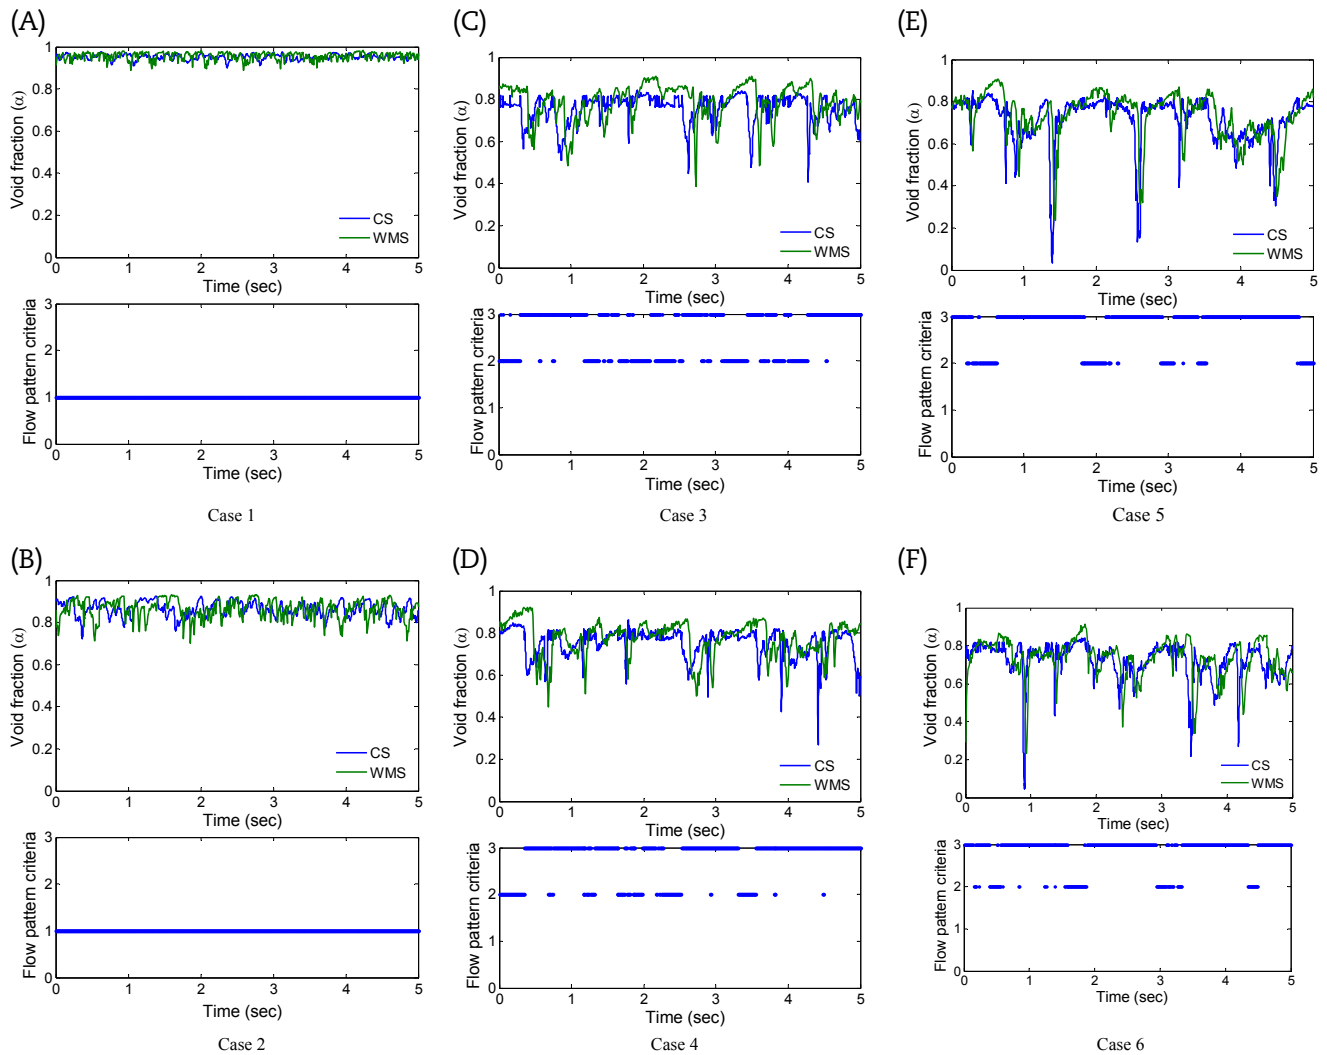 (A)
1
0.8
0.6
0.4
0.2
0
Void fraction (α)
CS
WMS
0 1 2 3 4 5
Time (sec)
3
2
1
0
Flow pattern criteria
0 1 2 3 4 5
Time (sec)
Case 1
(B)
1
0.8
0.6
0.4
0.2
0
Void fraction (α)
CS
WMS
0 1 2 3 4 5
Time (sec)
3
2
1
0
Flow pattern criteria
0 1 2 3 4 5
Time (sec)
Case 2
(C)
1
0.8
0.6
0.4
0.2
0
Void fraction (α)
CS
WMS
0 1 2 3 4 5
Time (sec)
3
2
1
0
Flow pattern criteria
0 1 2 3 4 5
Time (sec)
Case 3
(D)
1
0.8
0.6
0.4
0.2
0
Void fraction (α)
CS
WMS
0 1 2 3 4 5
Time (sec)
3
2
1
0
Flow pattern criteria
0 1 2 3 4 5
Time (sec)
Case 4
(E)
1
0.8
0.6
0.4
0.2
0
Void fraction (α)
CS
WMS
0 1 2 3 4 5
Time (sec)
3
2
1
0
Flow pattern criteria
0 1 2 3 4 5
Time (sec)
Case 5
(F)
1
0.8
0.6
0.4
0.2
0
Void fraction (α)
CS
WMS
0 1 2 3 4 5
Time (sec)
3
2
1
0
Flow pattern criteria
0 1 2 3 4 5
Time (sec)
Case 6